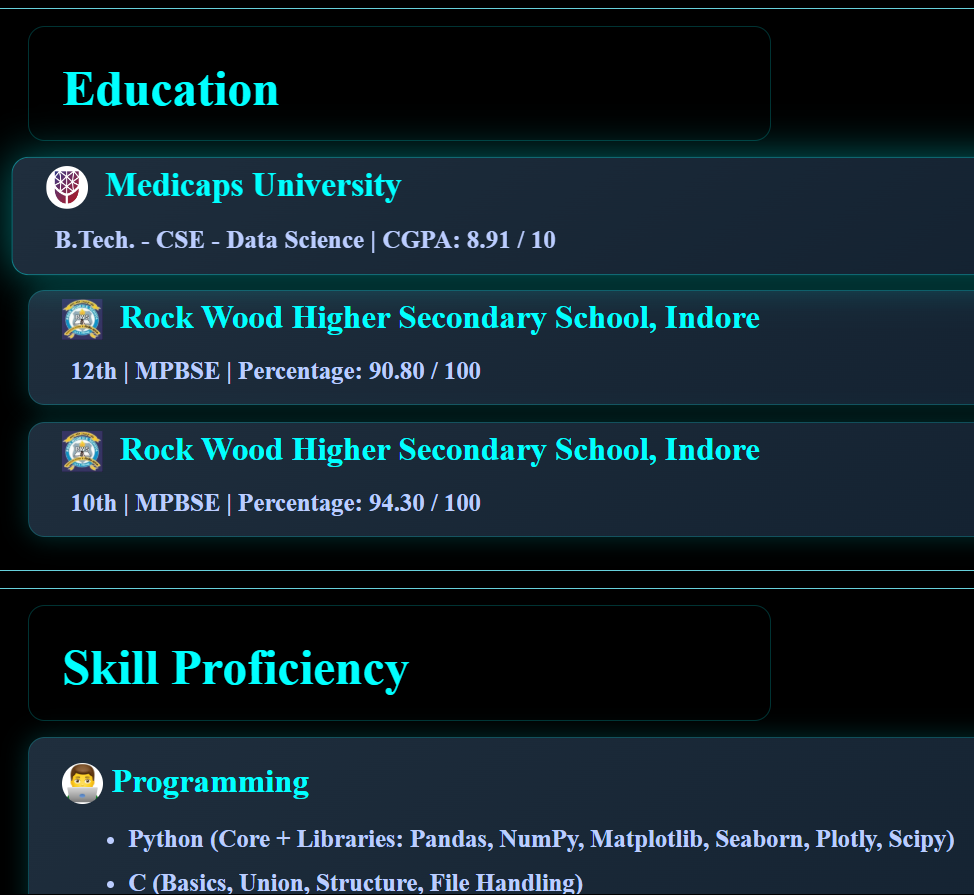 Education
Medicaps University
B.Tech. - CSE - Data Science | CGPA: 8.91 / 10
Rock Wood Higher Secondary School, Indore
12th | MPBSE | Percentage: 90.80 / 100
Rock Wood Higher Secondary School, Indore
10th | MPBSE | Percentage: 94.30 / 100
Skill Proficiency
Programming
• Python (Core + Libraries: Pandas, NumPy, Matplotlib, Seaborn, Plotly, Scipy)
• C (Basics, Union, Structure, File Handling)